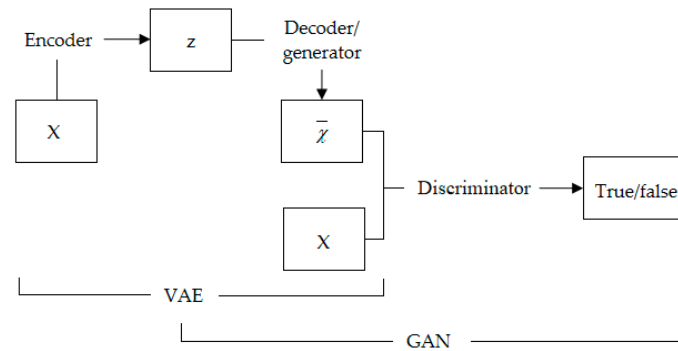 Encoder
z
Decoder/
generator
X
χ̄
X
Discriminator
True/false
VAE
GAN